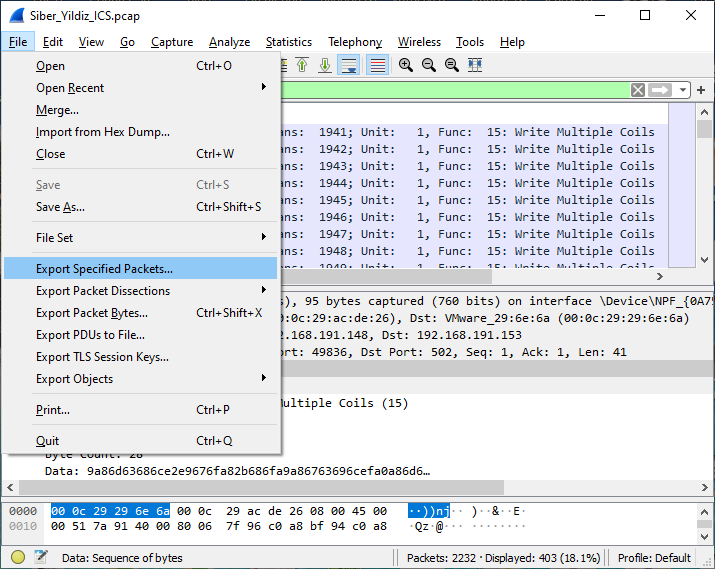 Siber_Yildiz_ICS.pcap
File Edit View Go Capture Analyze Statistics Telephony Wireless Tools Help
Open Ctrl+O
Open Recent
Merge...
Import from Hex Dump...
Close Ctrl+W
Save Ctrl+S
Save As... Ctrl+Shift+S
File Set
Export Specified Packets...
Export Packet Dissections
Export Packet Bytes... Ctrl+Shift+X
Export PDUs to File...
Export TLS Session Keys...
Export Objects
Print... Ctrl+P
Quit Ctrl+Q
ans: 1941; Unit: 1, Func: 15: Write Multiple Coils
ans: 1942; Unit: 1, Func: 15: Write Multiple Coils
ans: 1943; Unit: 1, Func: 15: Write Multiple Coils
ans: 1944; Unit: 1, Func: 15: Write Multiple Coils
ans: 1945; Unit: 1, Func: 15: Write Multiple Coils
ans: 1946; Unit: 1, Func: 15: Write Multiple Coils
ans: 1947; Unit: 1, Func: 15: Write Multiple Coils
ans: 1948; Unit: 1, Func: 15: Write Multiple Coils
ans: 1949; Unit: 1, Func: 15: Write Multiple Coils
s), 95 bytes captured (760 bits) on interface \Device\NPF_{0A75
0:0c:29:ac:de:26), Dst: VMware_29:6e:6a (00:0c:29:29:6e:6a)
2.168.191.148, Dst: 192.168.191.153
ort: 49836, Dst Port: 502, Seq: 1, Ack: 1, Len: 41
Multiple Coils (15)
Byte Count: 28
Data: 9a86d63686ce2e9676fa82b686fa9a86763696cefa0a86d6…
0000 00 0c 29 29 6e 6a 00 0c 29 ac de 26 08 00 45 00 ··))nj·· )··&··E·
0010 00 51 7a 91 40 00 80 06 7f 96 c0 a8 bf 94 c0 a8 ·Qz·@··· ········
Data: Sequence of bytes Packets: 2232 · Displayed: 403 (18.1%) Profile: Default